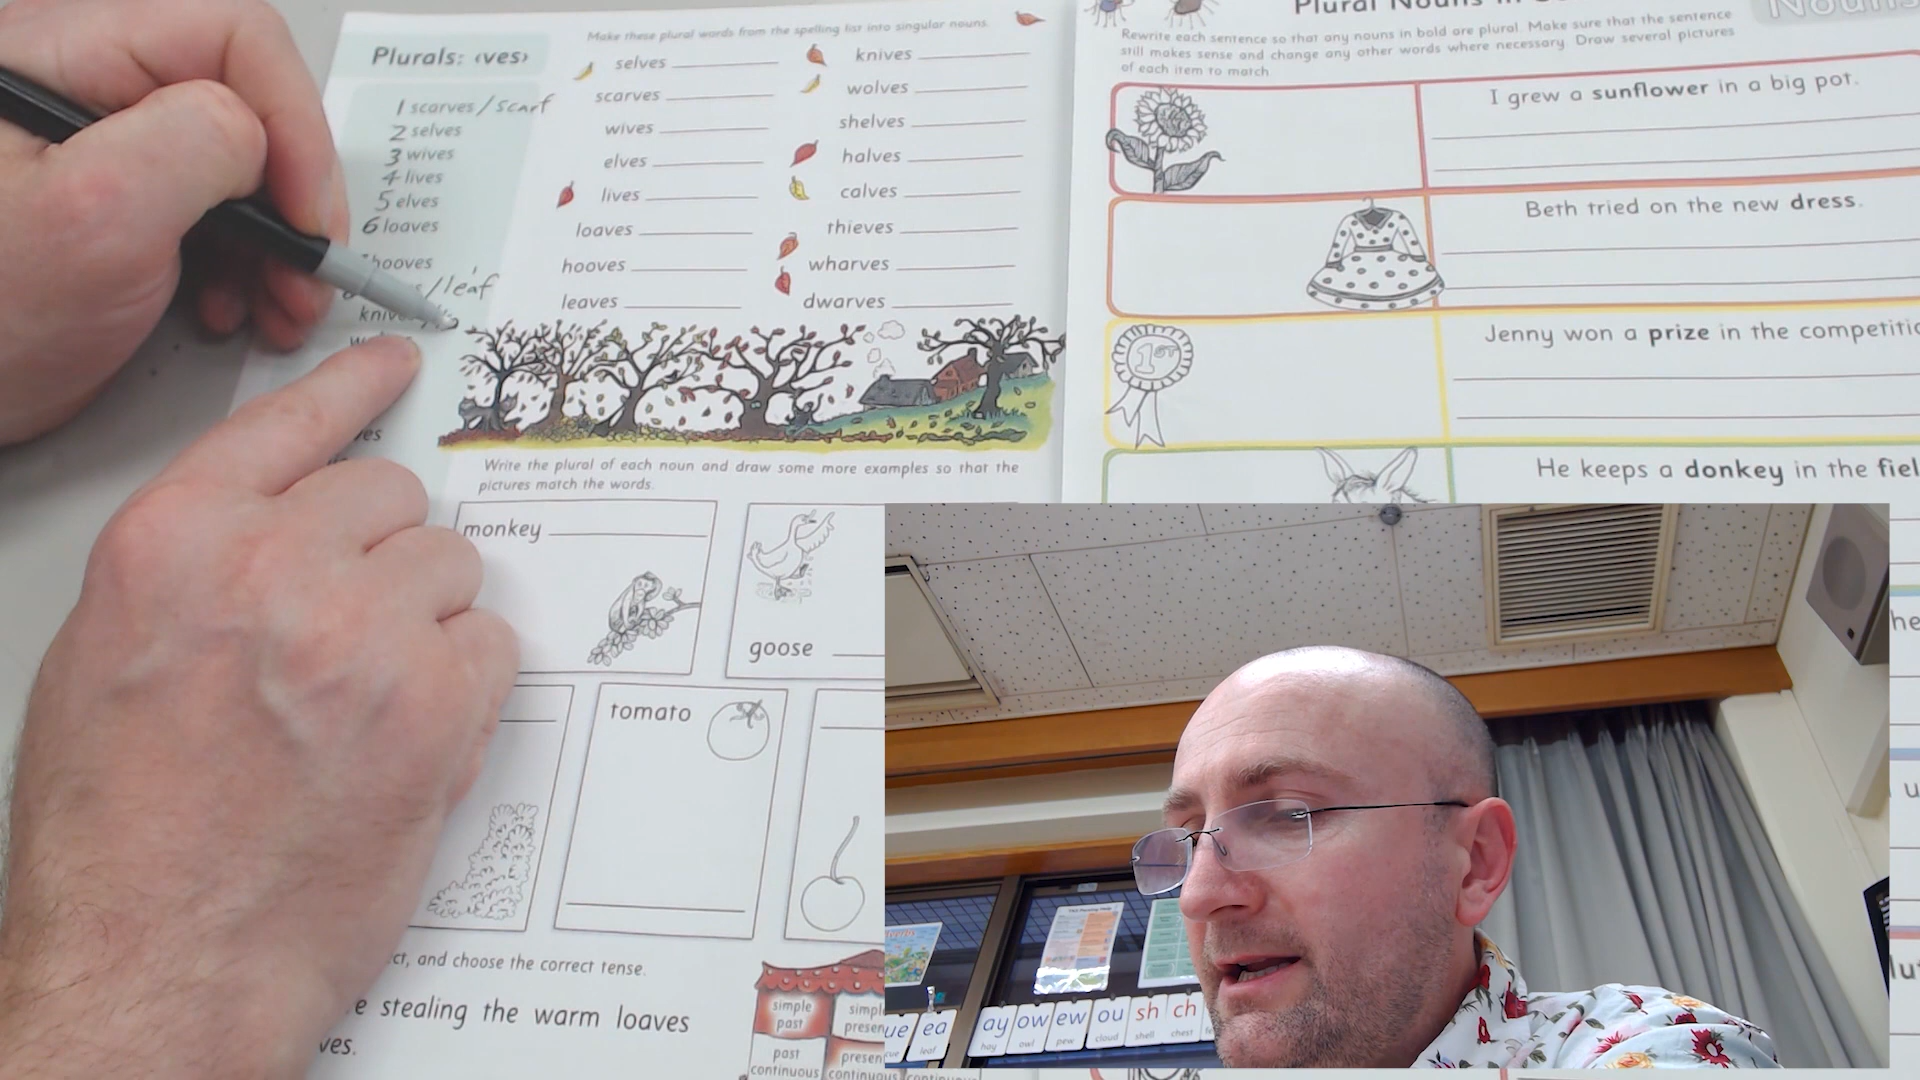 Plurals: ‹ves›
1 scarves / scarf
2 selves
3 wives
4 lives
5 elves
6 loaves
hooves
/leaf
Make these plural words from the spelling list into singular nouns.
selves
scarves
wives
elves
lives
loaves
hooves
leaves
knives
wolves
shelves
halves
calves
thieves
wharves
dwarves
Write the plural of each noun and draw some more examples so that the
pictures match the words.
monkey
goose
tomato
and choose the correct tense.
stealing the warm loaves
simple
past
past
continuous
continuous
Plural Nouns in
Nouns
Rewrite each sentence so that any nouns in bold are plural. Make sure that the sentence
still makes sense and change any other words where necessary. Draw several pictures
of each item to match.
I grew a sunflower in a big pot.
Beth tried on the new dress.
1ST
Jenny won a prize in the
He keeps a donkey in the
ue ea ay ow ew ou sh ch
leaf hay owl pew cloud shell chest